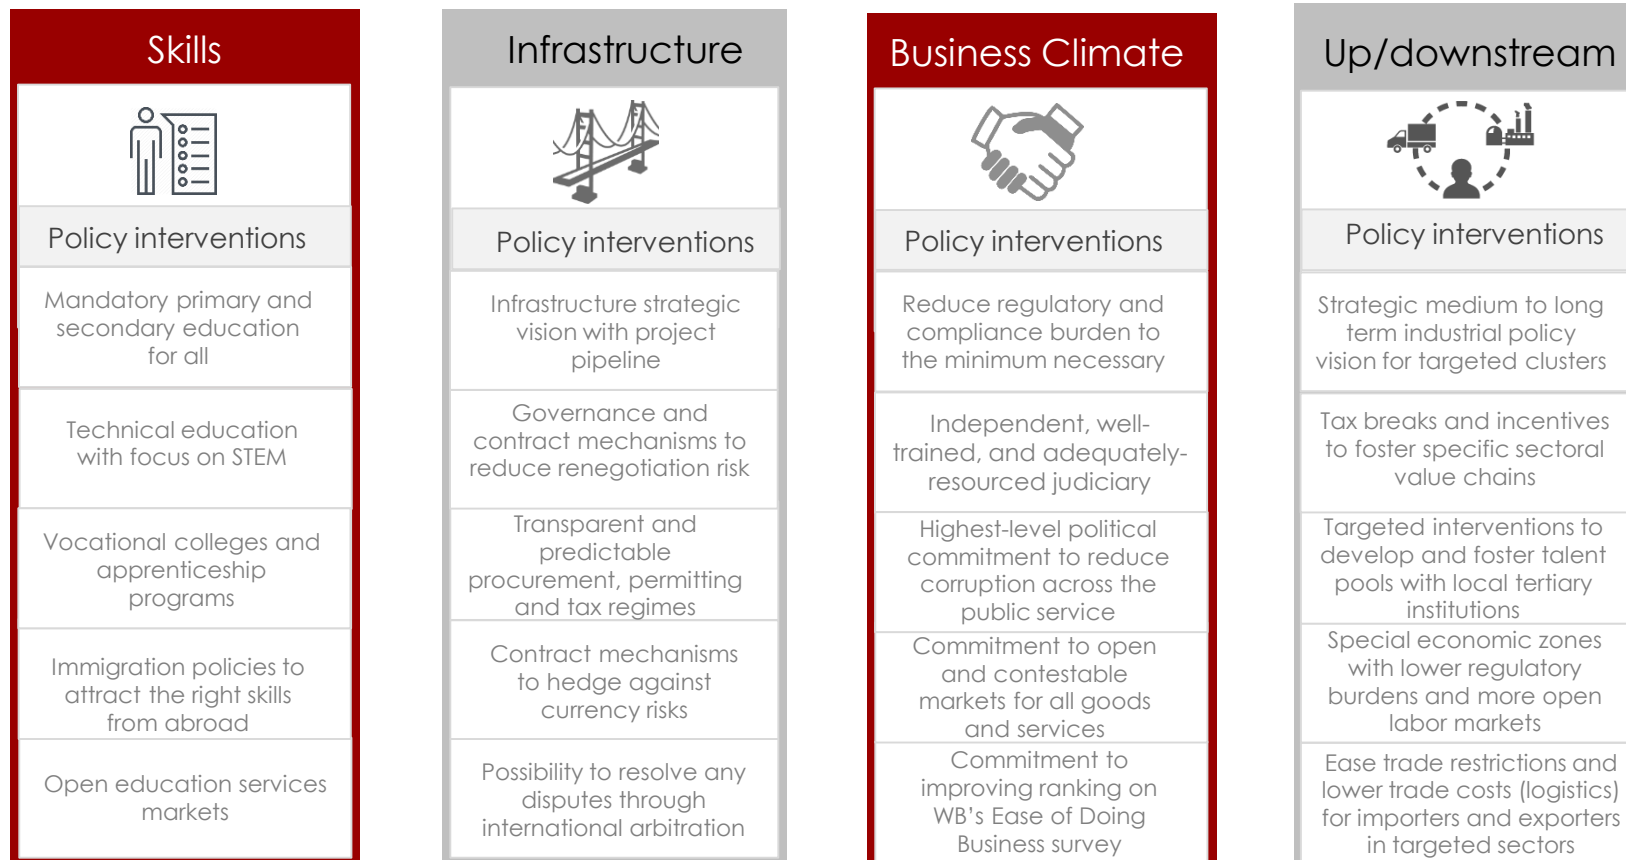 Skills
Policy interventions
Mandatory primary and
secondary education
for all
Technical education
with focus on STEM
Vocational colleges and
apprenticeship
programs
Immigration policies to
attract the right skills
from abroad
Open education services
markets
Infrastructure
Policy interventions
Infrastructure strategic
vision with project
pipeline
Governance and
contract mechanisms to
reduce renegotiation risk
Transparent and
predictable
procurement, permitting
and tax regimes
Contract mechanisms
to hedge against
currency risks
Possibility to resolve any
disputes through
international arbitration
Business Climate
Policy interventions
Reduce regulatory and
compliance burden to
the minimum necessary
Independent, well-
trained, and adequately-
resourced judiciary
Highest-level political
commitment to reduce
corruption across the
public service
Commitment to open
and contestable
markets for all goods
and services
Commitment to
improving ranking on
WB's Ease of Doing
Business survey
Up/downstream
Policy interventions
Strategic medium to long
term industrial policy
vision for targeted clusters
Tax breaks and incentives
to foster specific sectoral
value chains
Targeted interventions to
develop and foster talent
pools with local tertiary
institutions
Special economic zones
with lower regulatory
burdens and more open
labor markets
Ease trade restrictions and
lower trade costs (logistics)
for importers and exporters
in targeted sectors